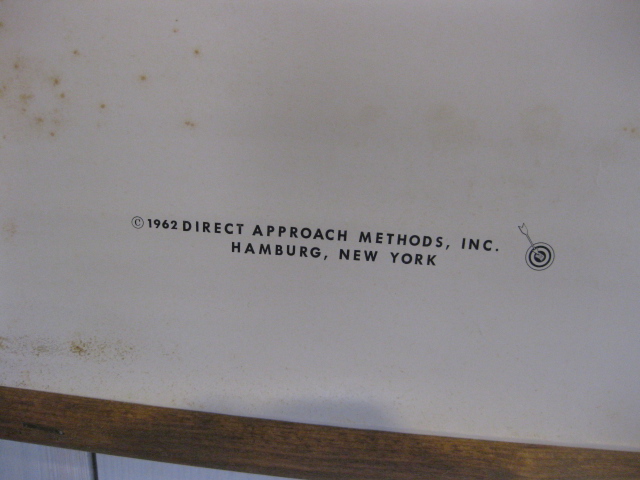 ©1962 DIRECT APPROACH METHODS, INC.
HAMBURG, NEW YORK